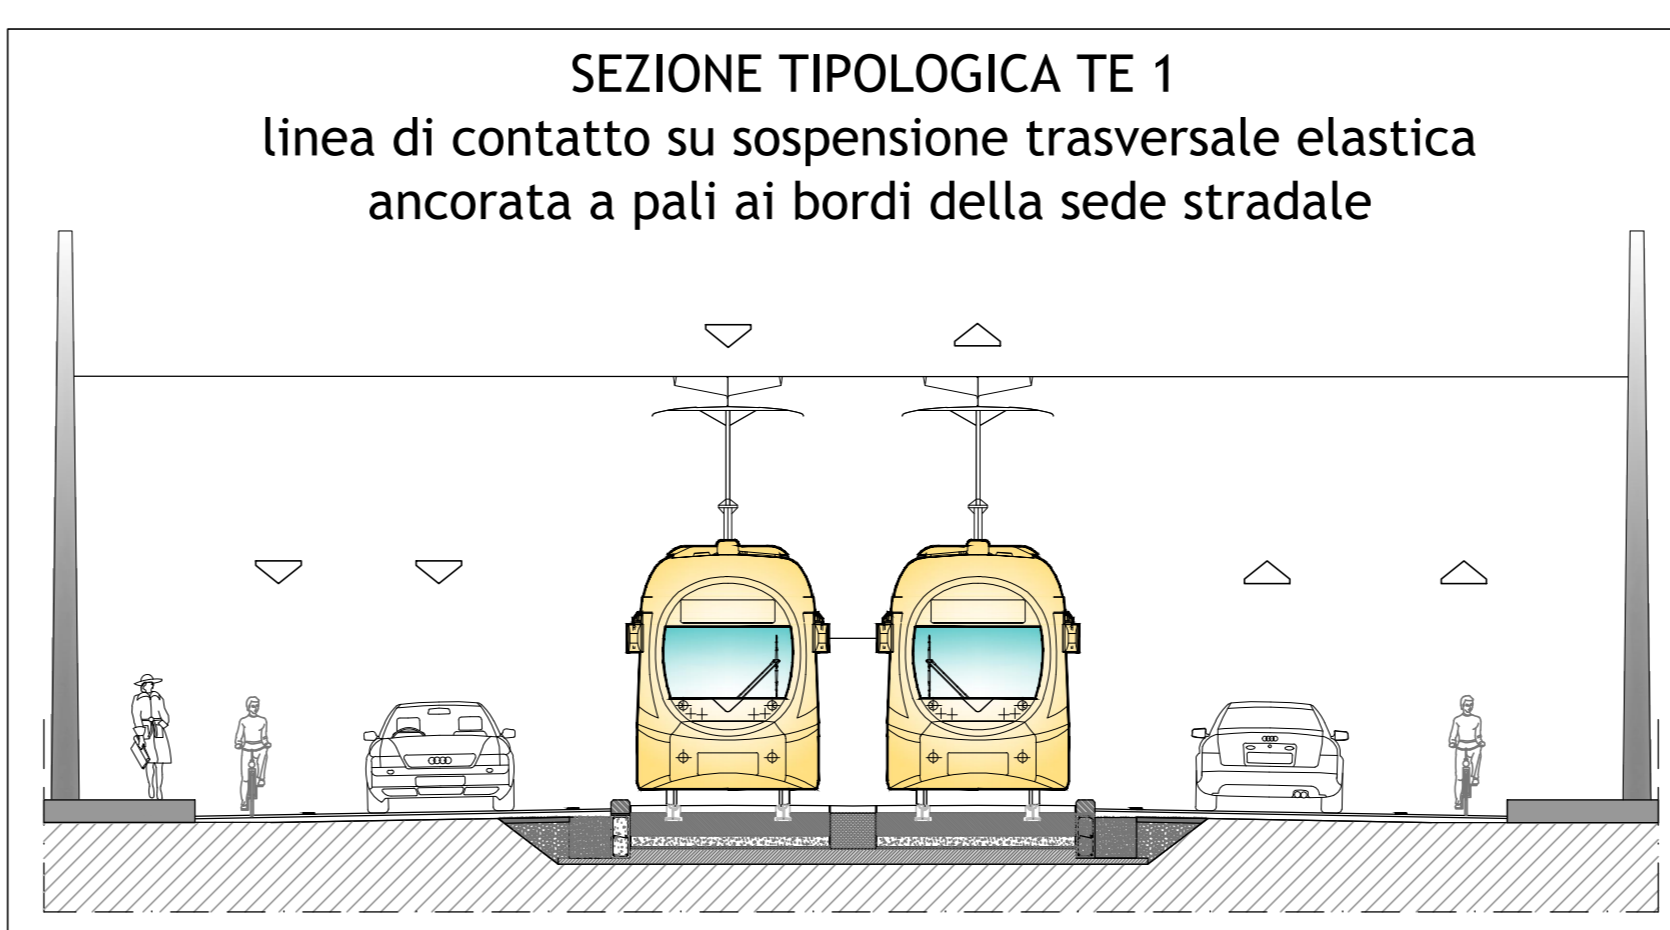 SEZIONE TIPOLOGICA TE 1
linea di contatto su sospensione trasversale elastica
ancorata a pali ai bordi della sede stradale